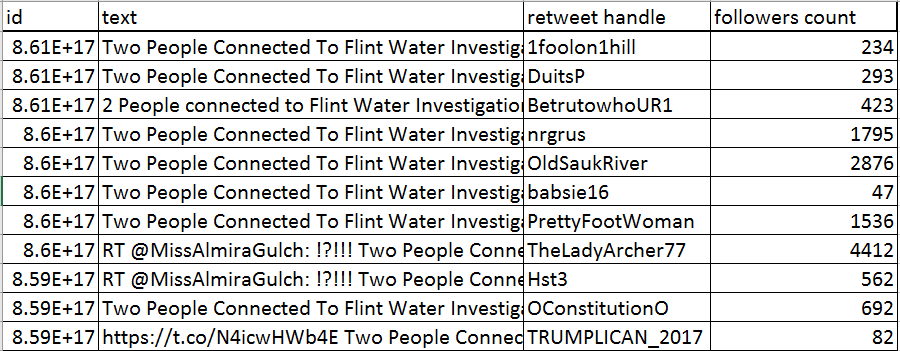 id text retweet handle followers count
8.61E+17 Two People Connected To Flint Water Investiga 1foolon1hill 234
8.61E+17 Two People Connected To Flint Water Investiga DuitsP 293
8.61E+17 2 People connected to Flint Water Investigation BetrutowhoUR1 423
8.6E+17 Two People Connected To Flint Water Investiga nrgrus 1795
8.6E+17 Two People Connected To Flint Water Investiga OldSaukRiver 2876
8.6E+17 Two People Connected To Flint Water Investiga babsie16 47
8.6E+17 Two People Connected To Flint Water Investiga PrettyFootWoman 1536
8.6E+17 RT @MissAlmiraGulch: !?!!! Two People Conne TheLadyArcher77 4412
8.59E+17 RT @MissAlmiraGulch: !?!!! Two People Conne Hst3 562
8.59E+17 Two People Connected To Flint Water Investiga OConstitutionO 692
8.59E+17 https://t.co/N4icwHWb4E Two People Connec TRUMPLICAN_2017 82